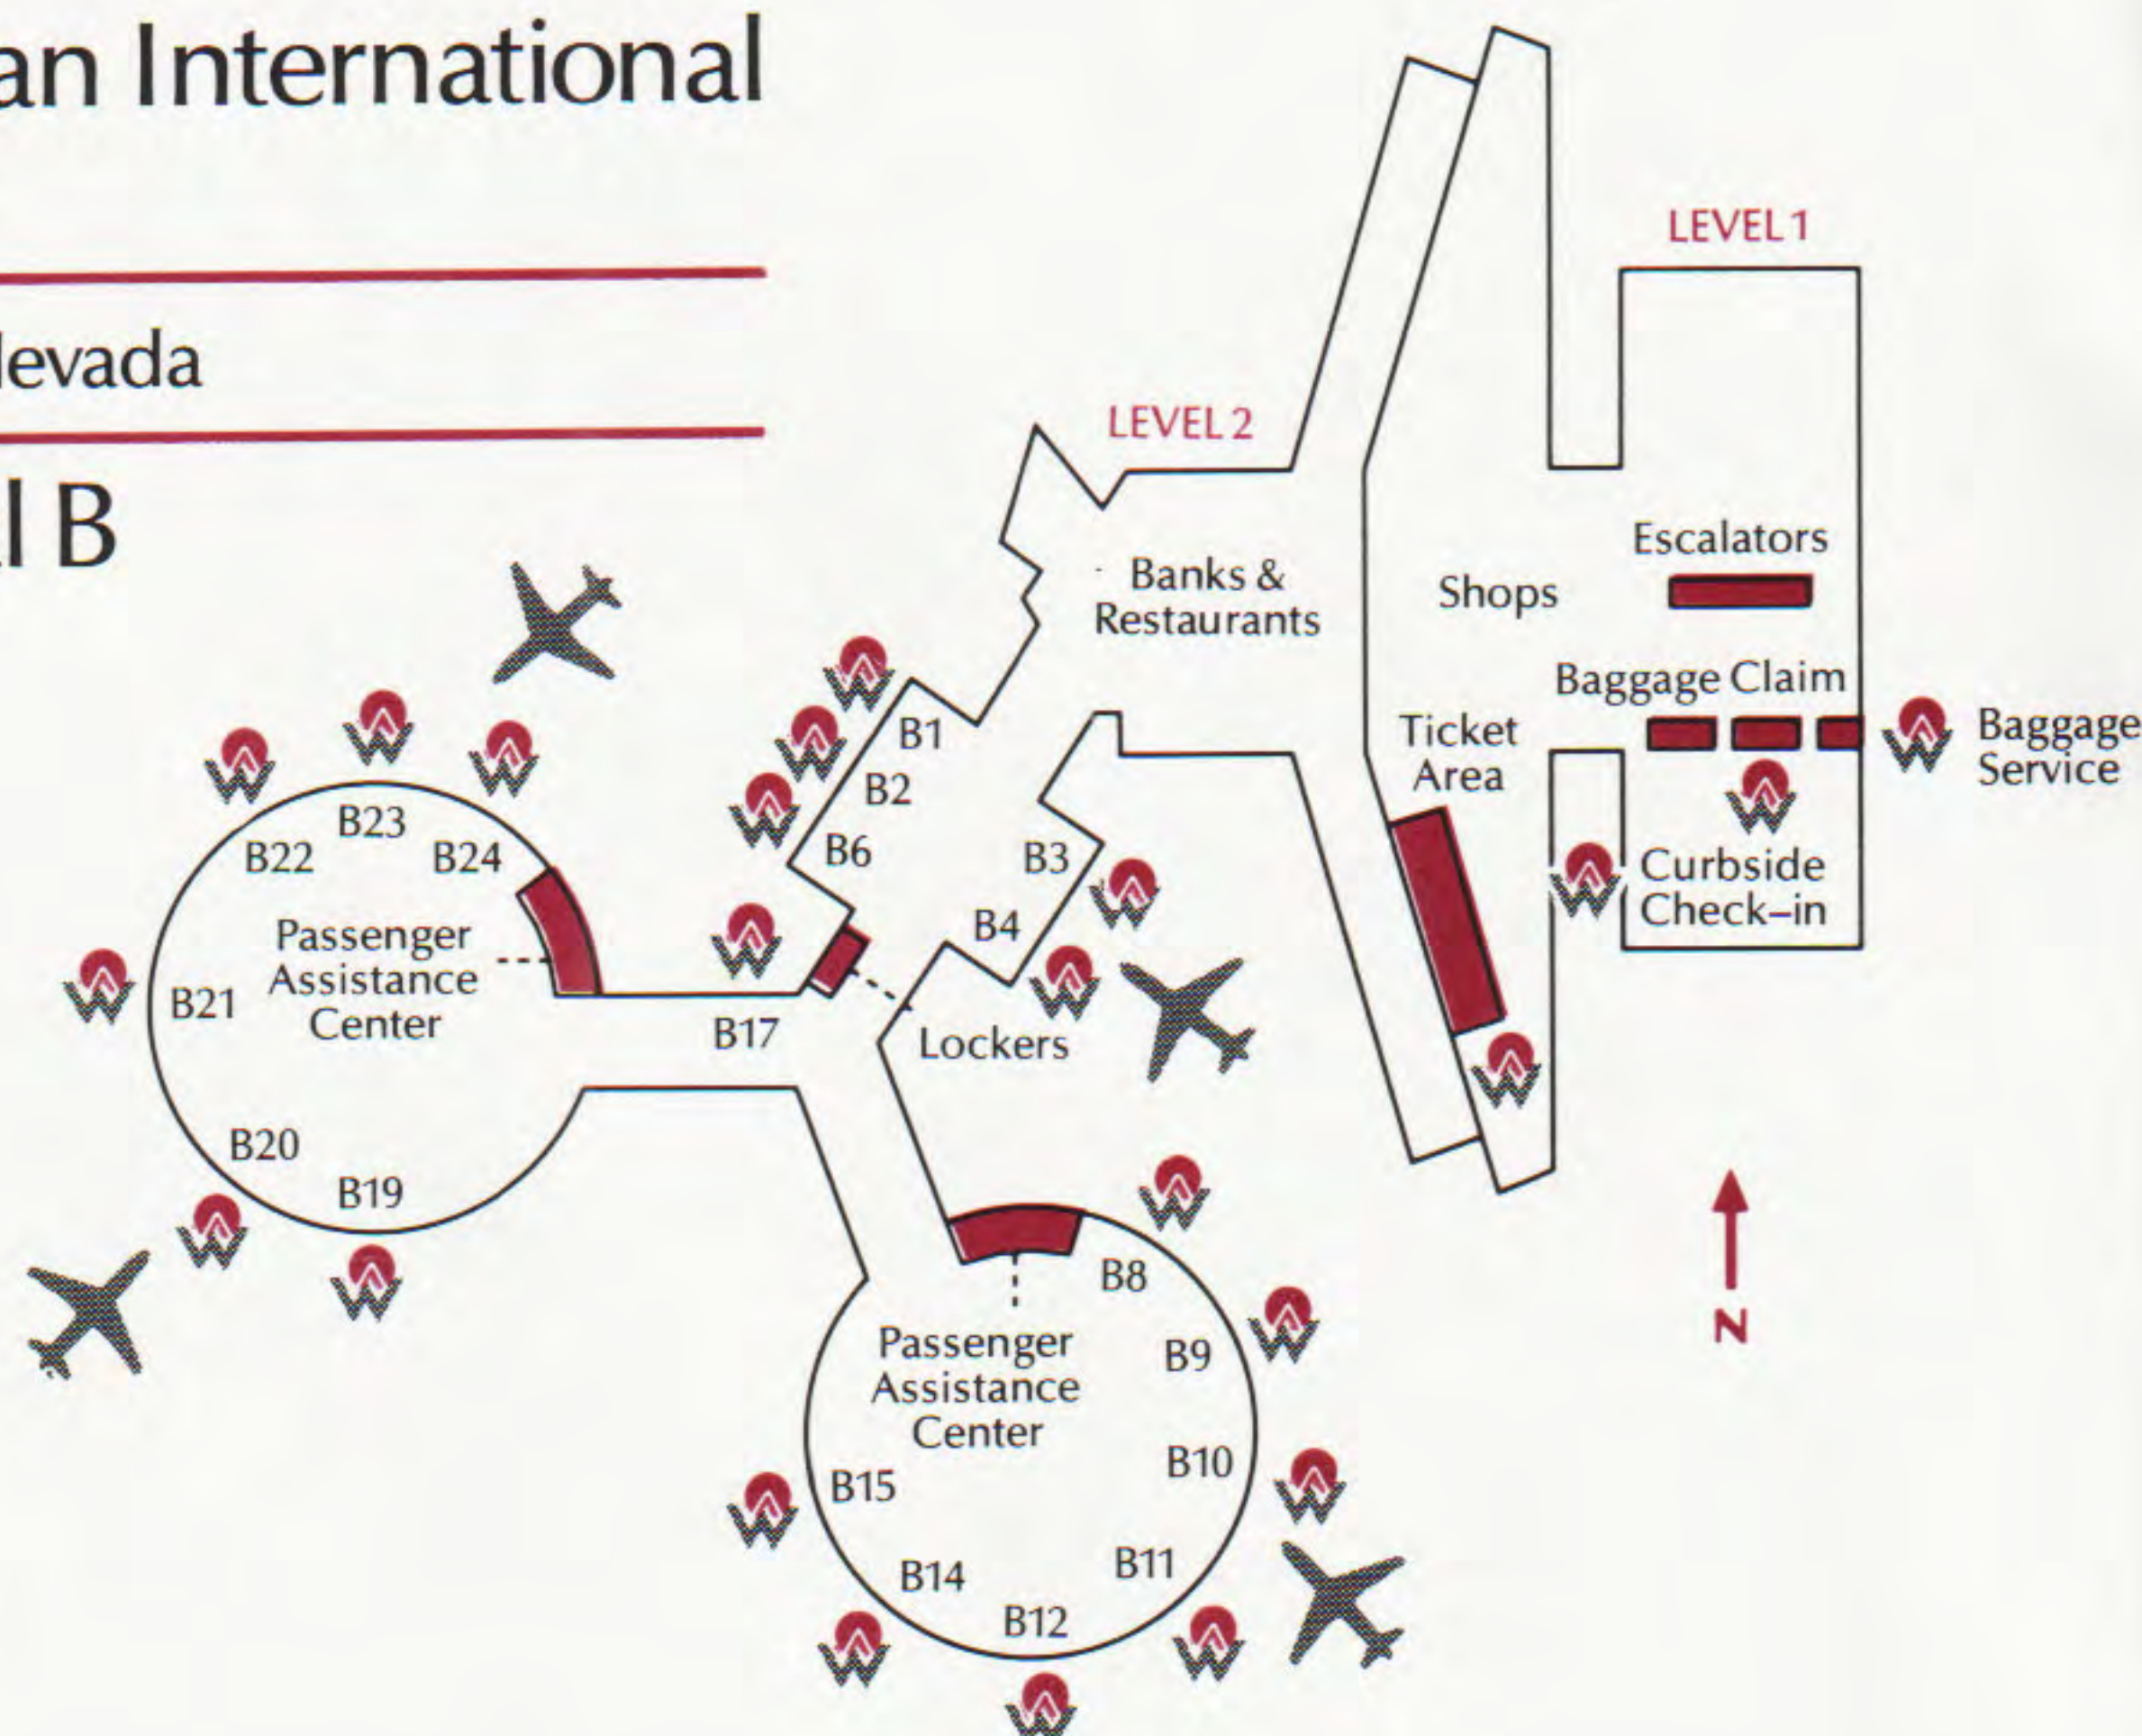 an International
evada
l B
LEVEL 1
LEVEL 2
Escalators
Banks &
Restaurants
Shops
Baggage Claim
Ticket
Area
Baggage
Service
Curbside
Check–in
B1
B2
B6
B3
B4
B23
B22
B24
Passenger
Assistance
Center
B21
B17
Lockers
B20
B19
B8
Passenger
Assistance
Center
B9
B10
B15
B11
B14
B12
N